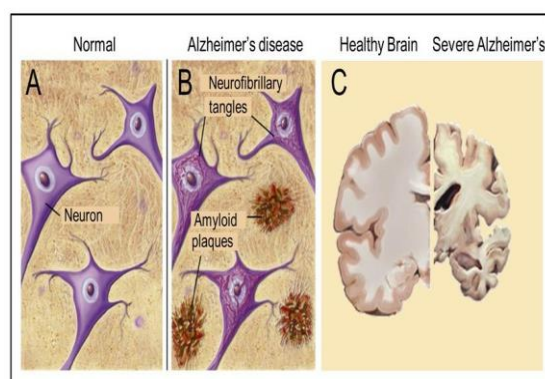 Normal
Alzheimer's disease
Healthy Brain
Severe Alzheimer's
A
B
C
Neurofibrillary
tangles
Neuron
Amyloid
plaques